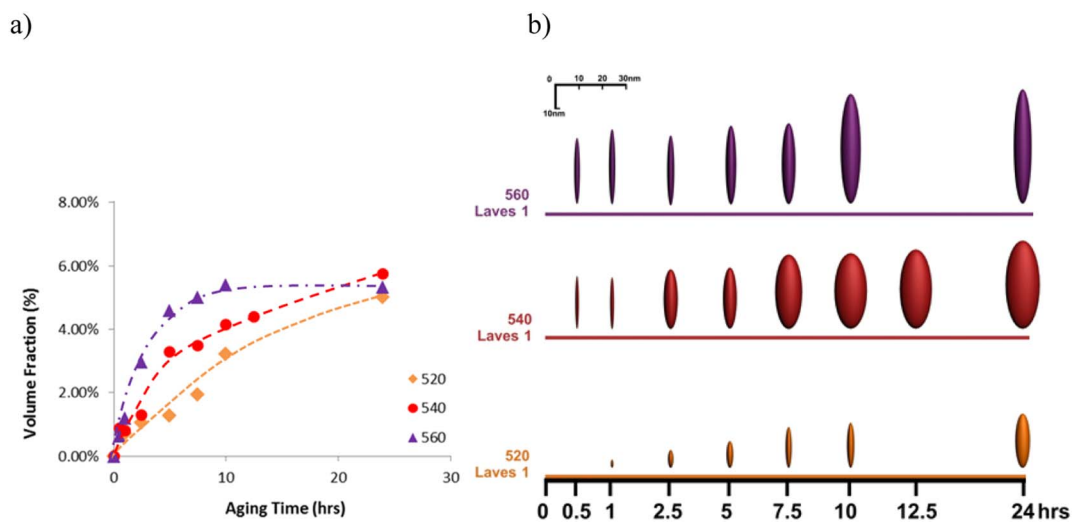 a)
b)
8.00%
6.00%
4.00%
2.00%
0.00%
Volume Fraction (%)
0 10 20 30
Aging Time (hrs)
520
540
560
0 10 20 30nm
10nm
560
Laves 1
540
Laves 1
520
Laves 1
0 0.5 1 2.5 5 7.5 10 12.5 24 hrs